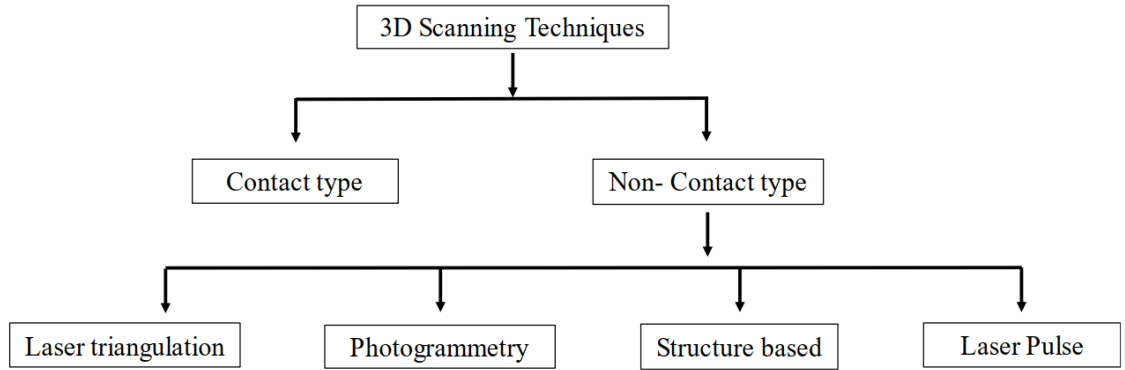 3D Scanning Techniques
Contact type
Non- Contact type
Laser triangulation
Photogrammetry
Structure based
Laser Pulse